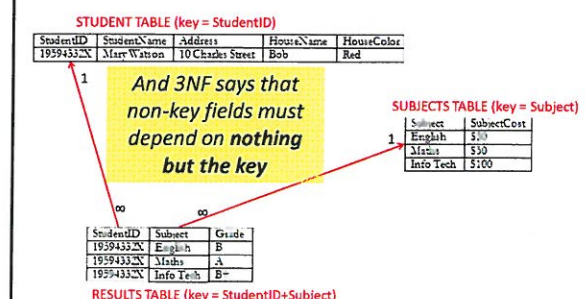 STUDENT TABLE (key = StudentID)
StudentID StudentName Address HouseName HouseColor
19594332X Mary Watson 10 Charles Street Bob Red
1
And 3NF says that
non-key fields must
depend on nothing
but the key
SUBJECTS TABLE (key = Subject)
Subject SubjectCost
English $50
Maths $50
Info Tech $100
1
∞ ∞
StudentID Subject Grade
19594332X English B
19594332X Maths A
19594332X Info Tech B+
RESULTS TABLE (key = StudentID+Subject)